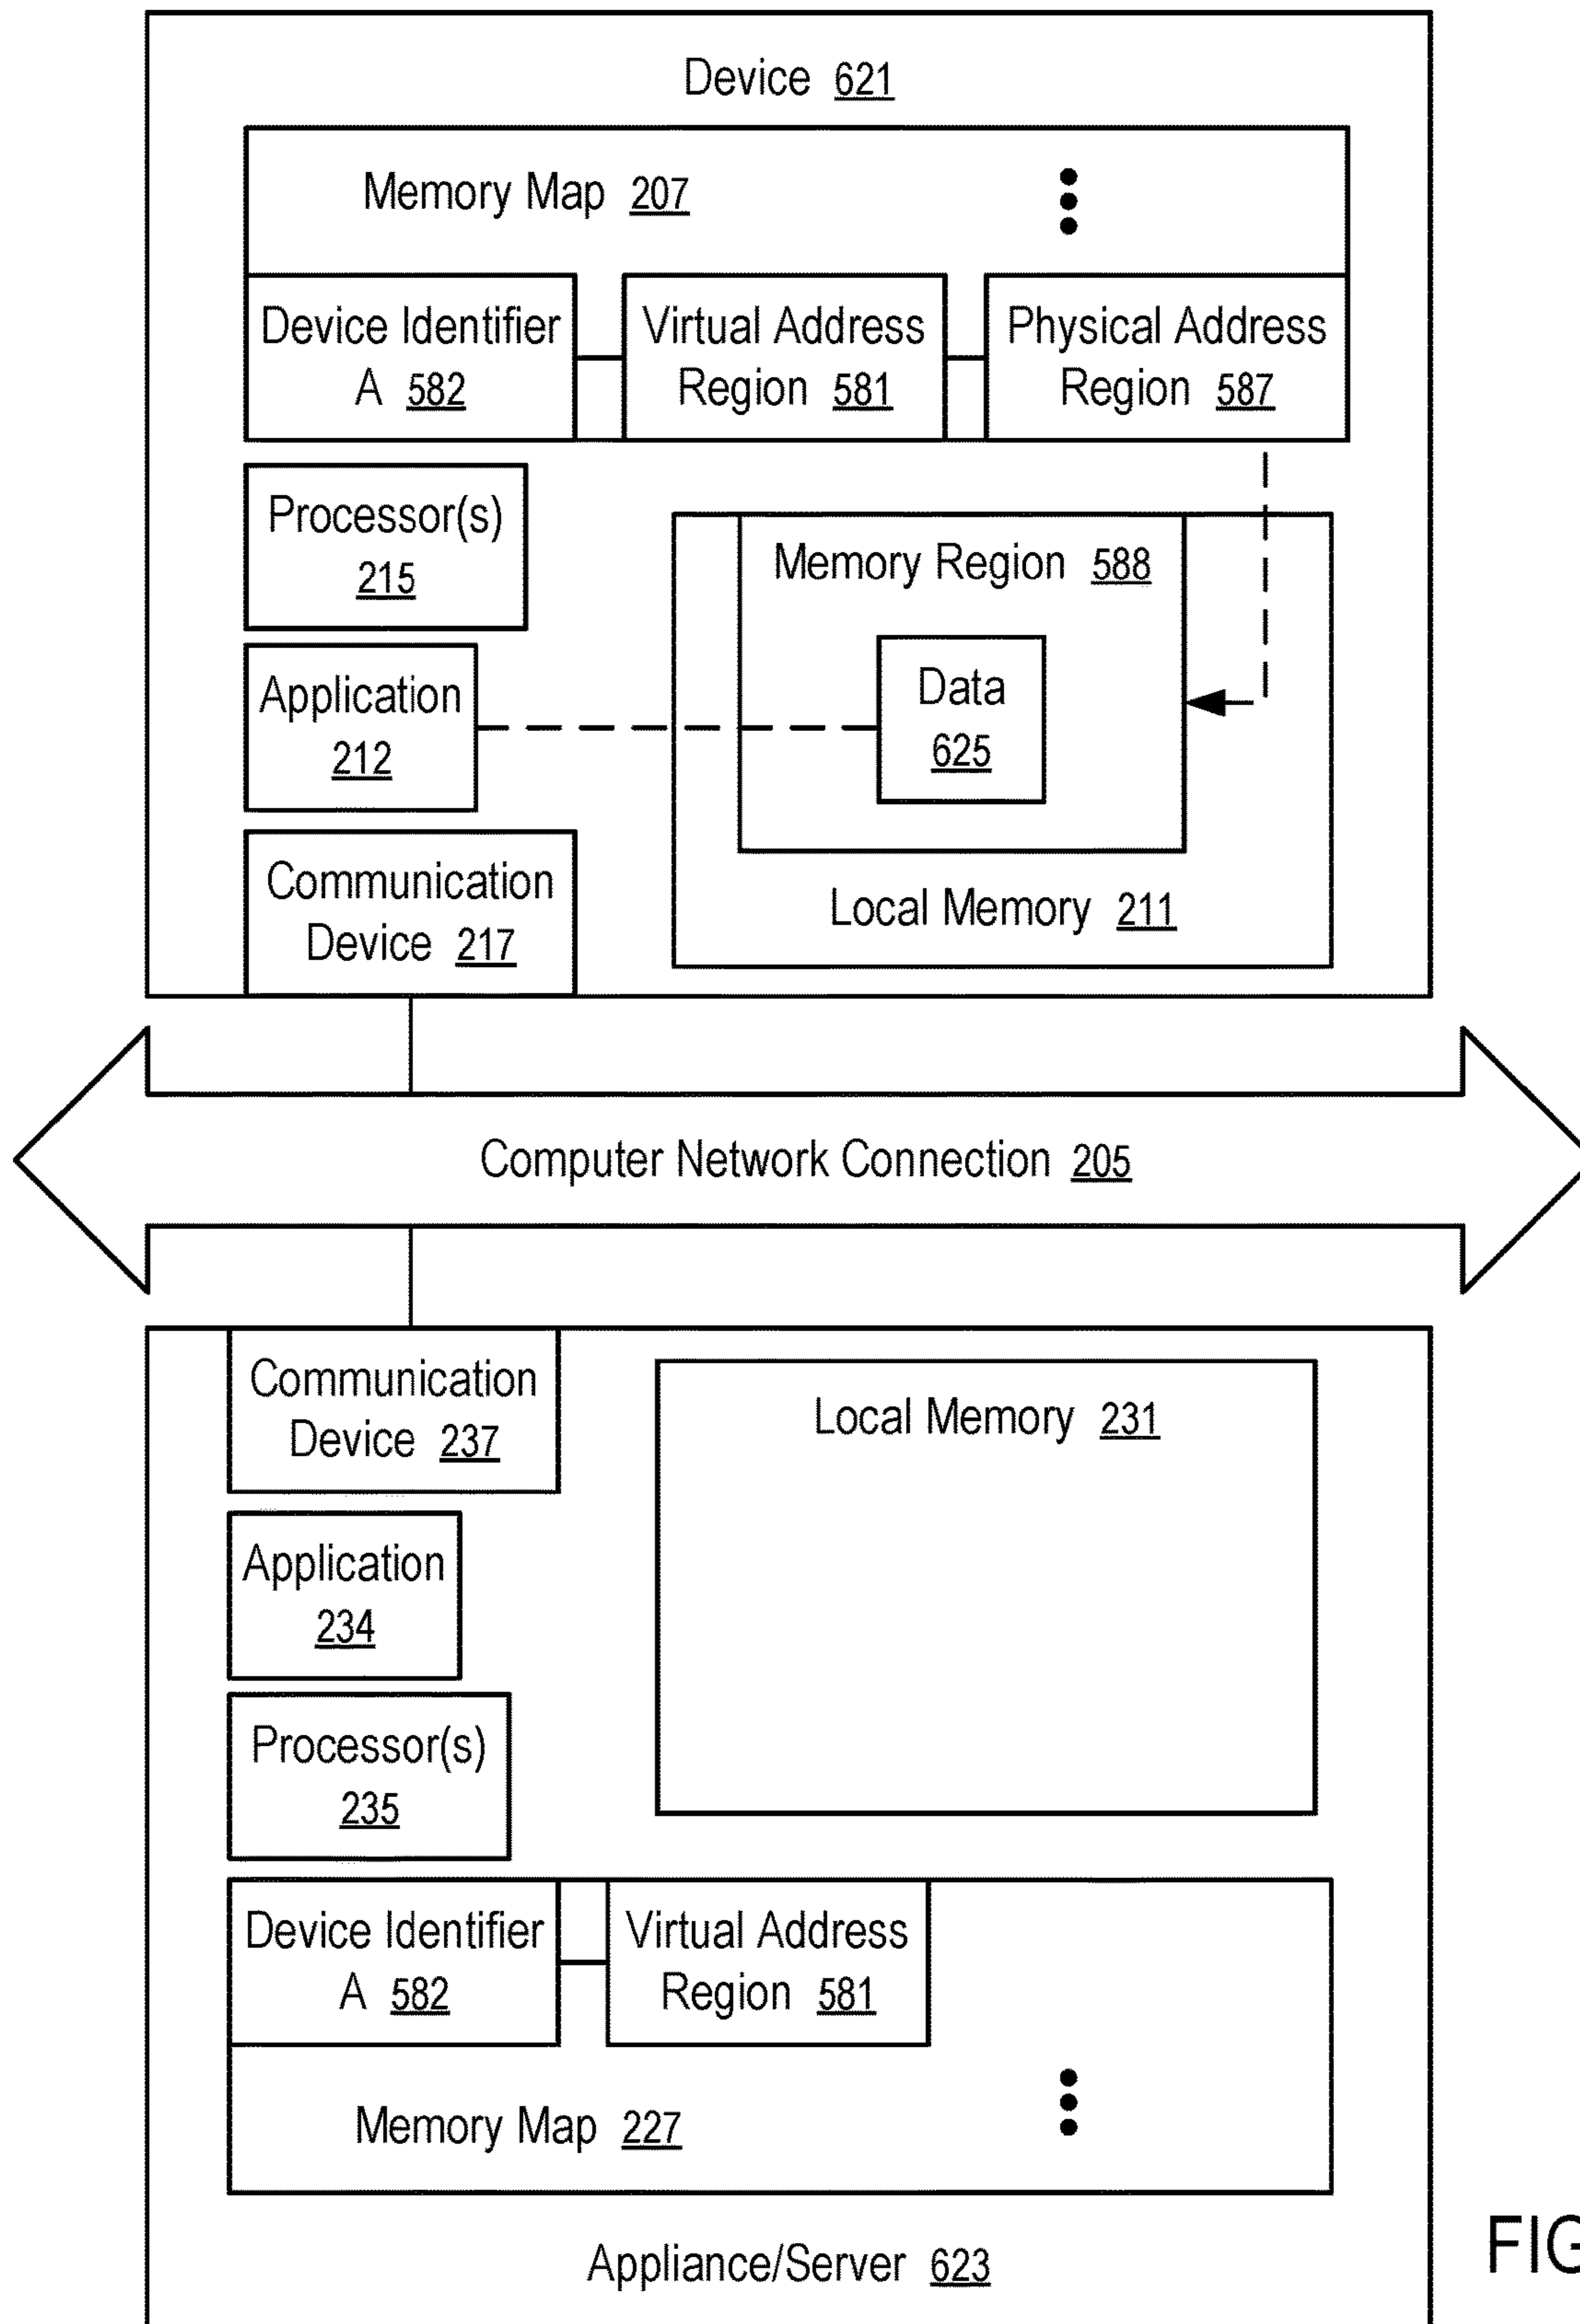 Device 621
Memory Map 207
Device Identifier
A 582
Virtual Address
Region 581
Physical Address
Region 587
Processor(s)
215
Memory Region 588
Application
212
Data
625
Communication
Device 217
Local Memory 211
Computer Network Connection 205
Communication
Device 237
Local Memory 231
Application
234
Processor(s)
235
Device Identifier
A 582
Virtual Address
Region 581
Memory Map 227
Appliance/Server 623
FIG